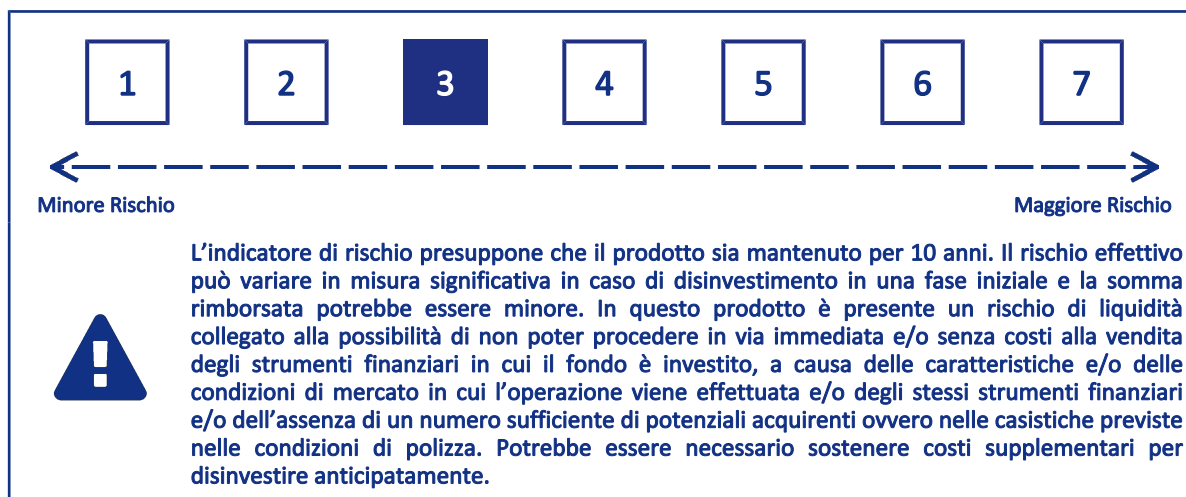 1 2 3 4 5 6 7
Minore Rischio Maggiore Rischio
L’indicatore di rischio presuppone che il prodotto sia mantenuto per 10 anni. Il rischio effettivo
può variare in misura significativa in caso di disinvestimento in una fase iniziale e la somma
rimborsata potrebbe essere minore. In questo prodotto è presente un rischio di liquidità
collegato alla possibilità di non poter procedere in via immediata e/o senza costi alla vendita
degli strumenti finanziari in cui il fondo è investito, a causa delle caratteristiche e/o delle
condizioni di mercato in cui l’operazione viene effettuata e/o degli stessi strumenti finanziari
e/o dell’assenza di un numero sufficiente di potenziali acquirenti ovvero nelle casistiche previste
nelle condizioni di polizza. Potrebbe essere necessario sostenere costi supplementari per
disinvestire anticipatamente.